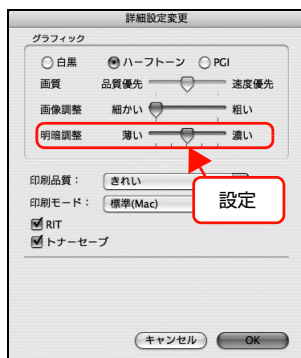 詳細設定変更
グラフィック
白黒 ハーフトーン PGI
画質 品質優先 速度優先
画像調整 細かい 粗い
明暗調整 薄い 濃い
印刷品質： きれい
印刷モード： 標準(Mac)
設定
RIT
トナーセーブ
キャンセル OK